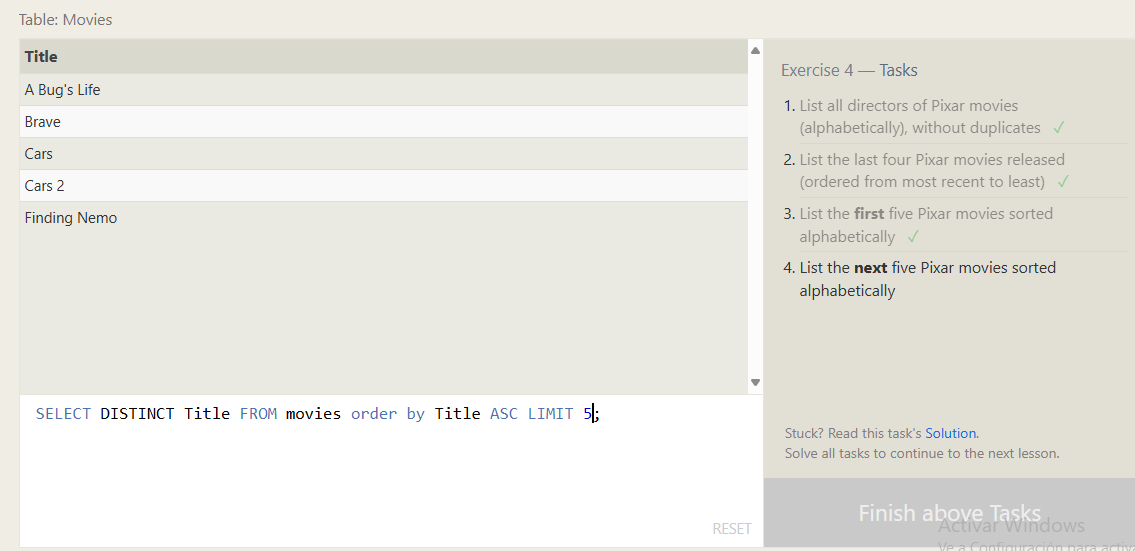 Table: Movies
Title
A Bug's Life
Brave
Cars
Cars 2
Finding Nemo
SELECT DISTINCT Title FROM movies order by Title ASC LIMIT 5;
RESET
Exercise 4 — Tasks
1. List all directors of Pixar movies
(alphabetically), without duplicates ✓
2. List the last four Pixar movies released
(ordered from most recent to least) ✓
3. List the first five Pixar movies sorted
alphabetically ✓
4. List the next five Pixar movies sorted
alphabetically
Stuck? Read this task's Solution.
Solve all tasks to continue to the next lesson.
Finish above Tasks
Activar Windows
Ve a Configuración para